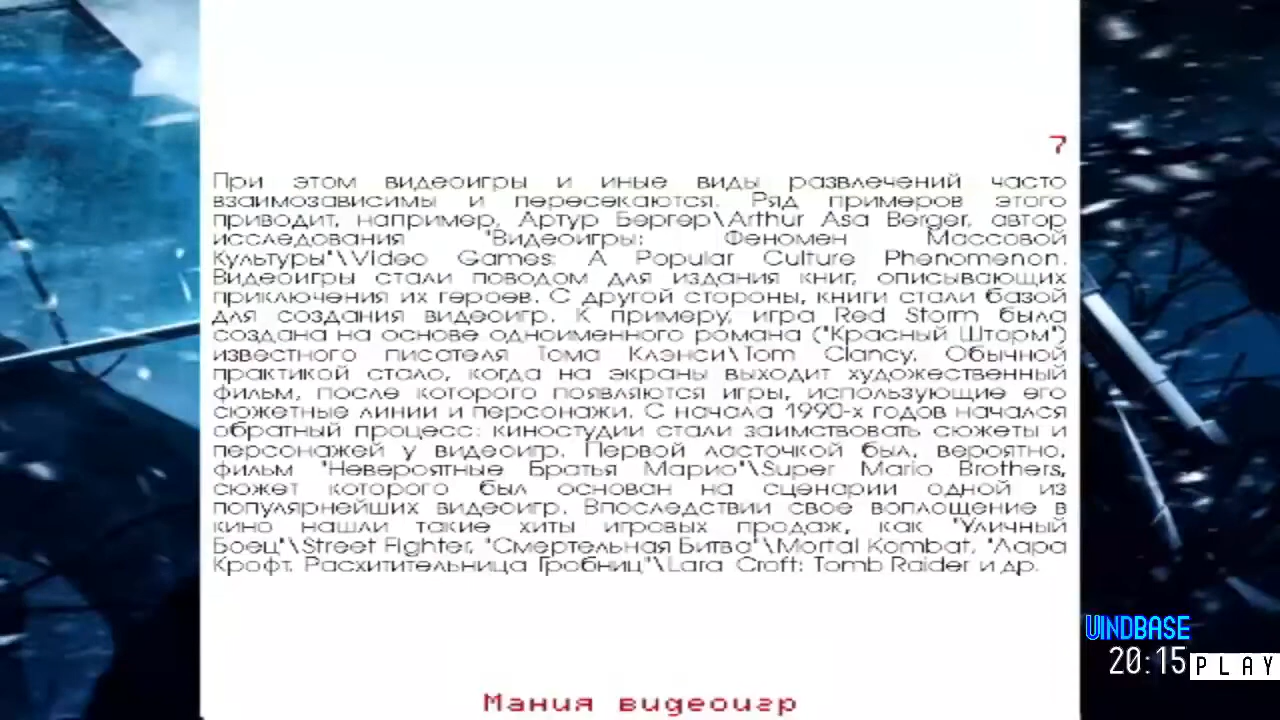 7
При этом видеоигры и иные виды развлечений часто
взаимозависимы и пересекаются. Ряд примеров этого
приводит, например, Артур Бергер\Arthur Asa Berger, автор
исследования "Видеоигры: Феномен Массовой
Культуры"\Video Games: A Popular Culture Phenomenon.
Видеоигры стали поводом для издания книг, описывающих
приключения их героев. С другой стороны, книги стали базой
для создания видеоигр. К примеру, игра Red Storm была
создана на основе одноименного романа ("Красный Шторм")
известного писателя Тома Клэнси\Tom Clancy. Обычной
практикой стало, когда на экраны выходит художественный
фильм, после которого появляются игры, использующие его
сюжетные линии и персонажи. С начала 1990-х годов начался
обратный процесс: киностудии стали заимствовать сюжеты и
персонажей у видеоигр. Первой ласточкой был, вероятно,
фильм "Невероятные Братья Марио"\Super Mario Brothers,
сюжет которого был основан на сценарии одной из
популярнейших видеоигр. Впоследствии свое воплощение в
кино нашли такие хиты игровых продаж, как "Уличный
Боец"\Street Fighter, "Смертельная Битва"\Mortal Kombat, "Лара
Крофт. Расхитительница Гробниц"\Lara Croft: Tomb Raider и др.
UINDBASE
20:15 PLAY
Мания видеоигр